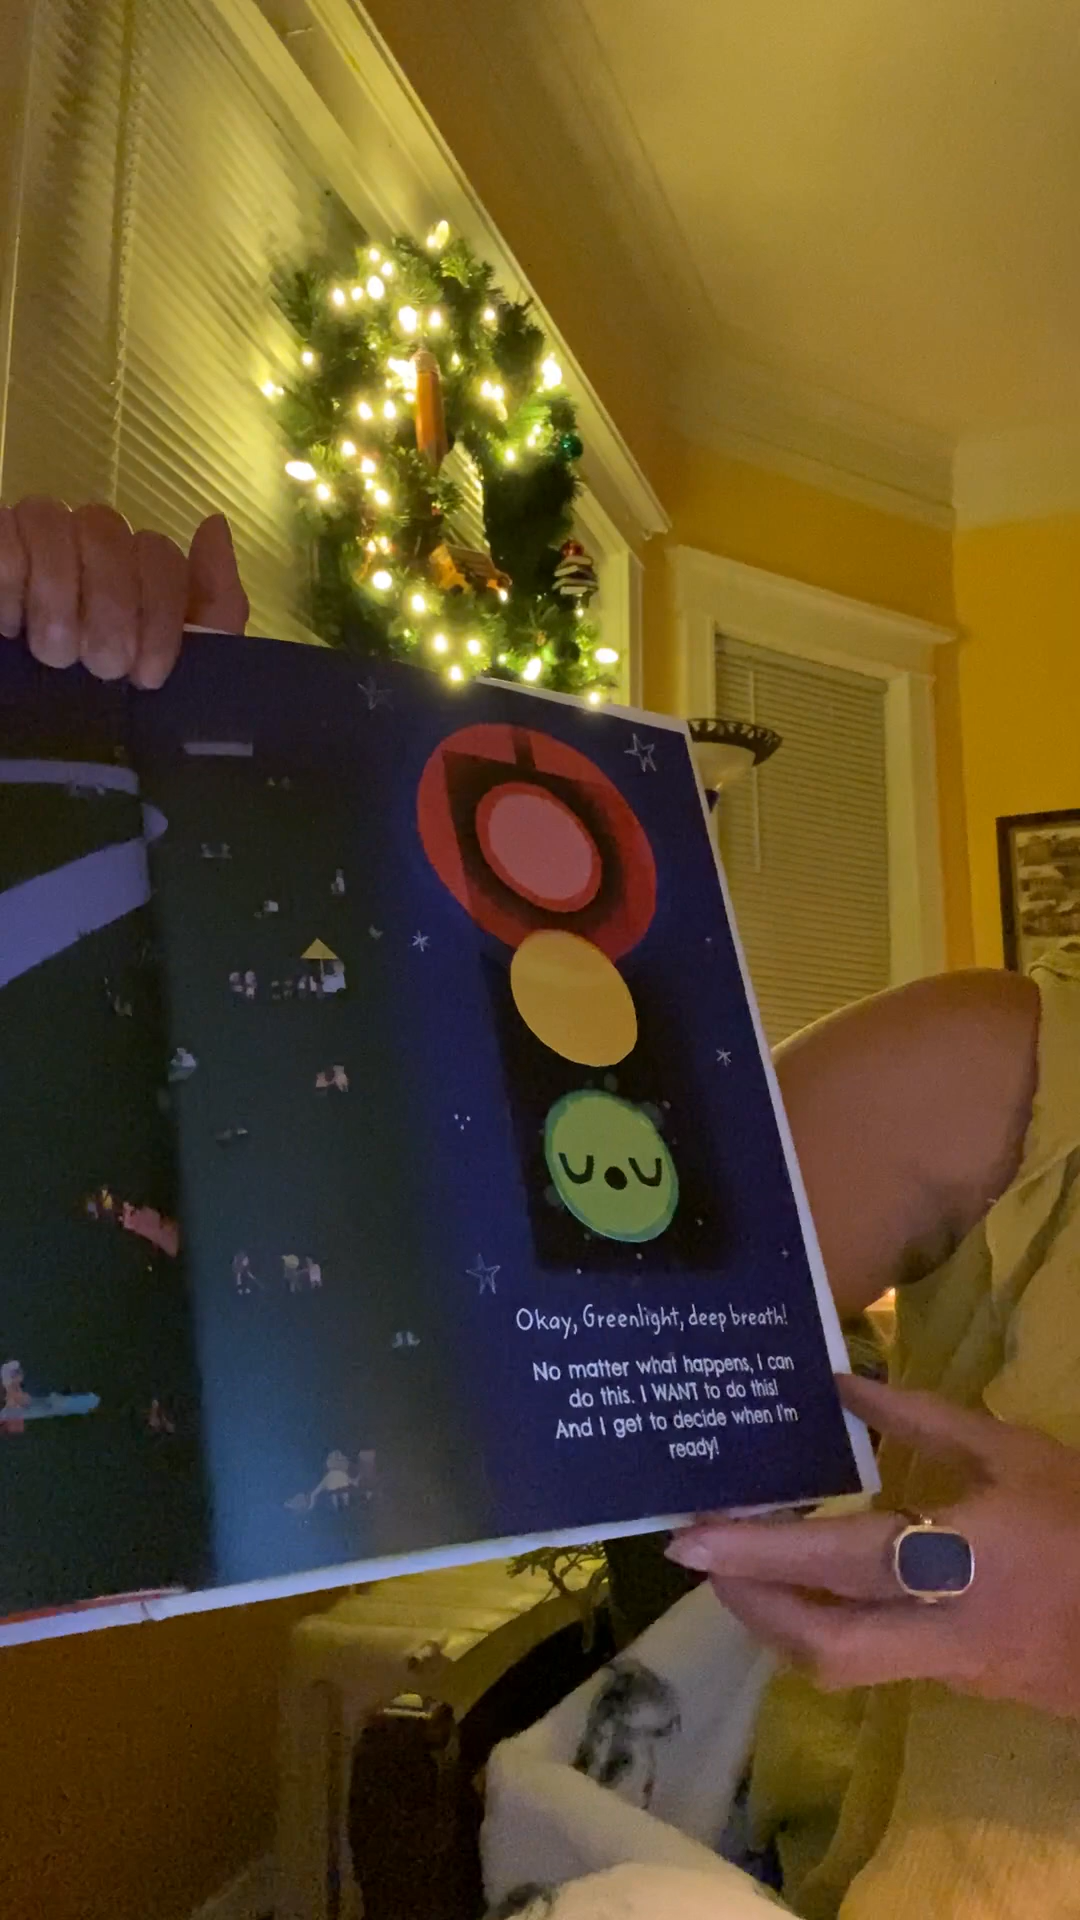 Okay, Greenlight, deep breath!
No matter what happens, I can
do this. I WANT to do this!
And I get to decide when I'm
ready!